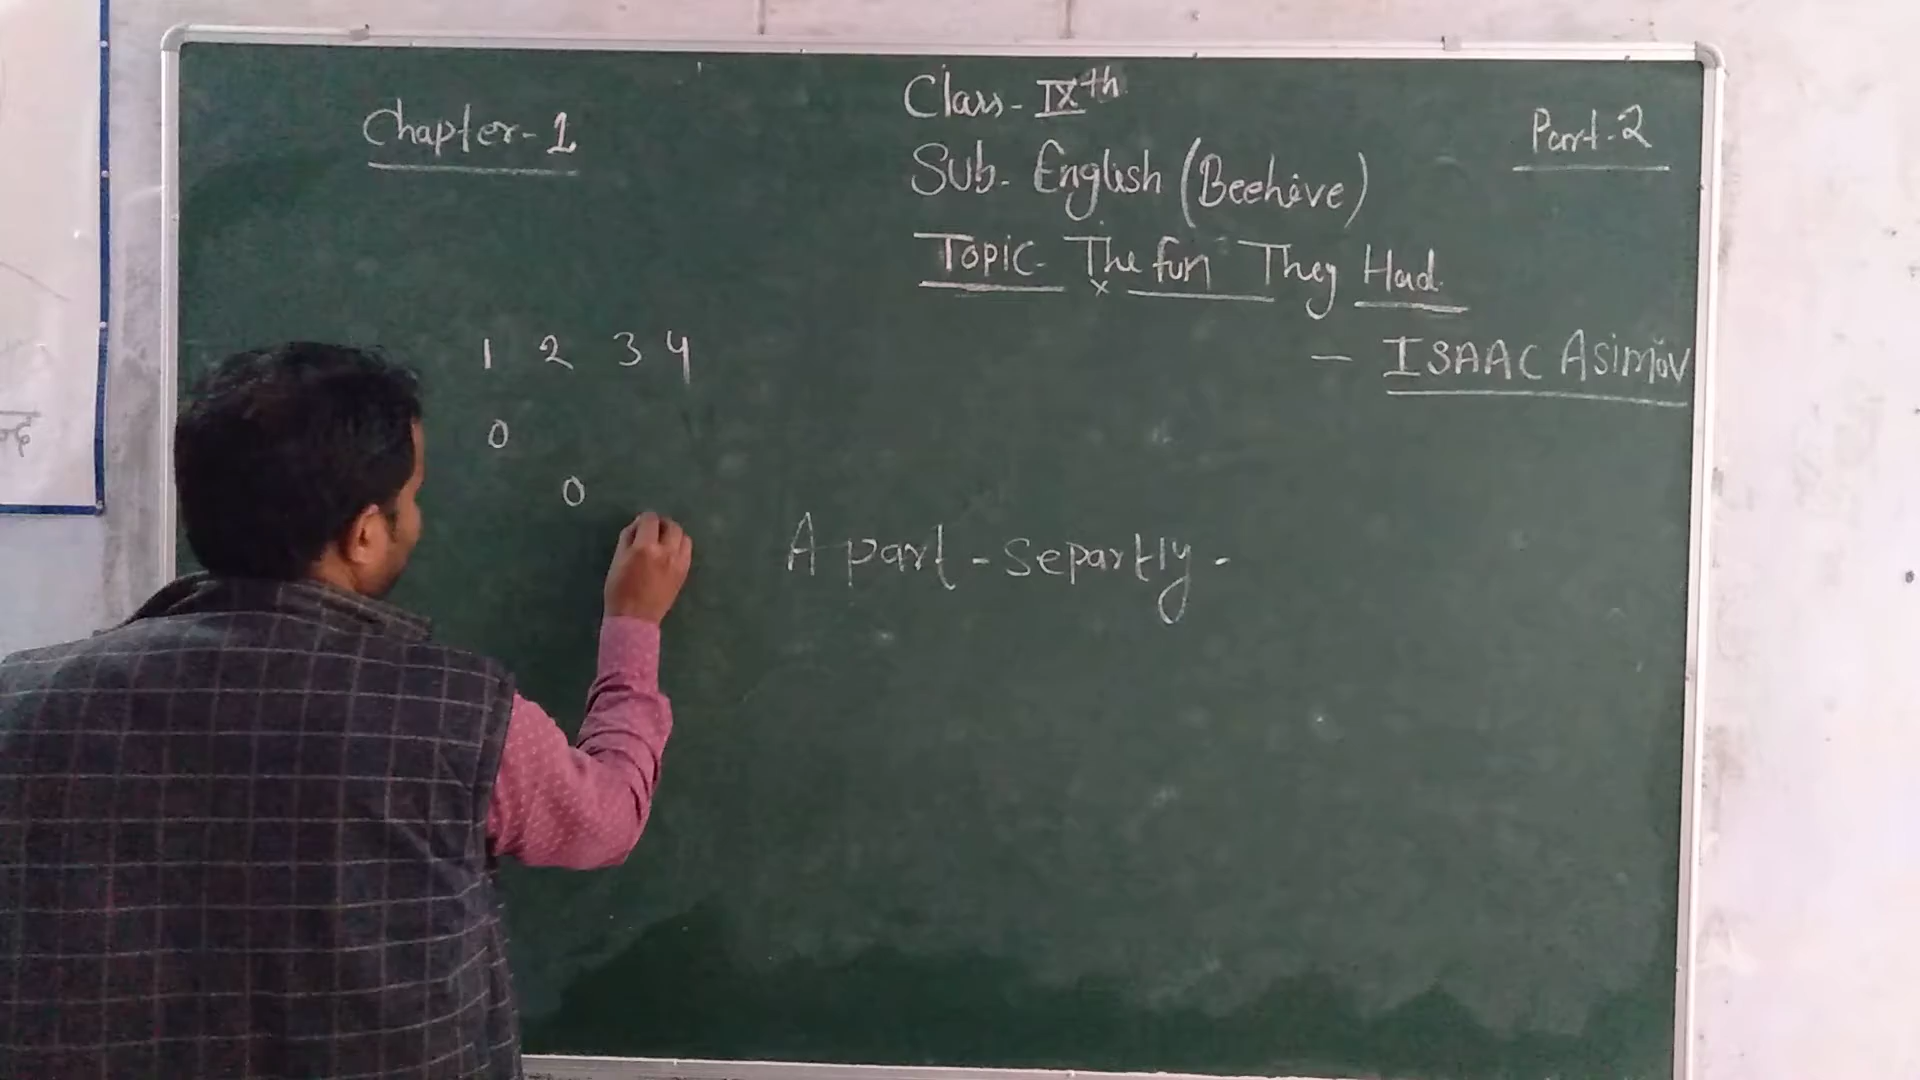 Chapter-1
Class- IXth
Sub- English (Beehive)
Part-2
Topic- The fun They Had
- ISAAC Asimov
1 2 3 4
0
0
A part - separtly.